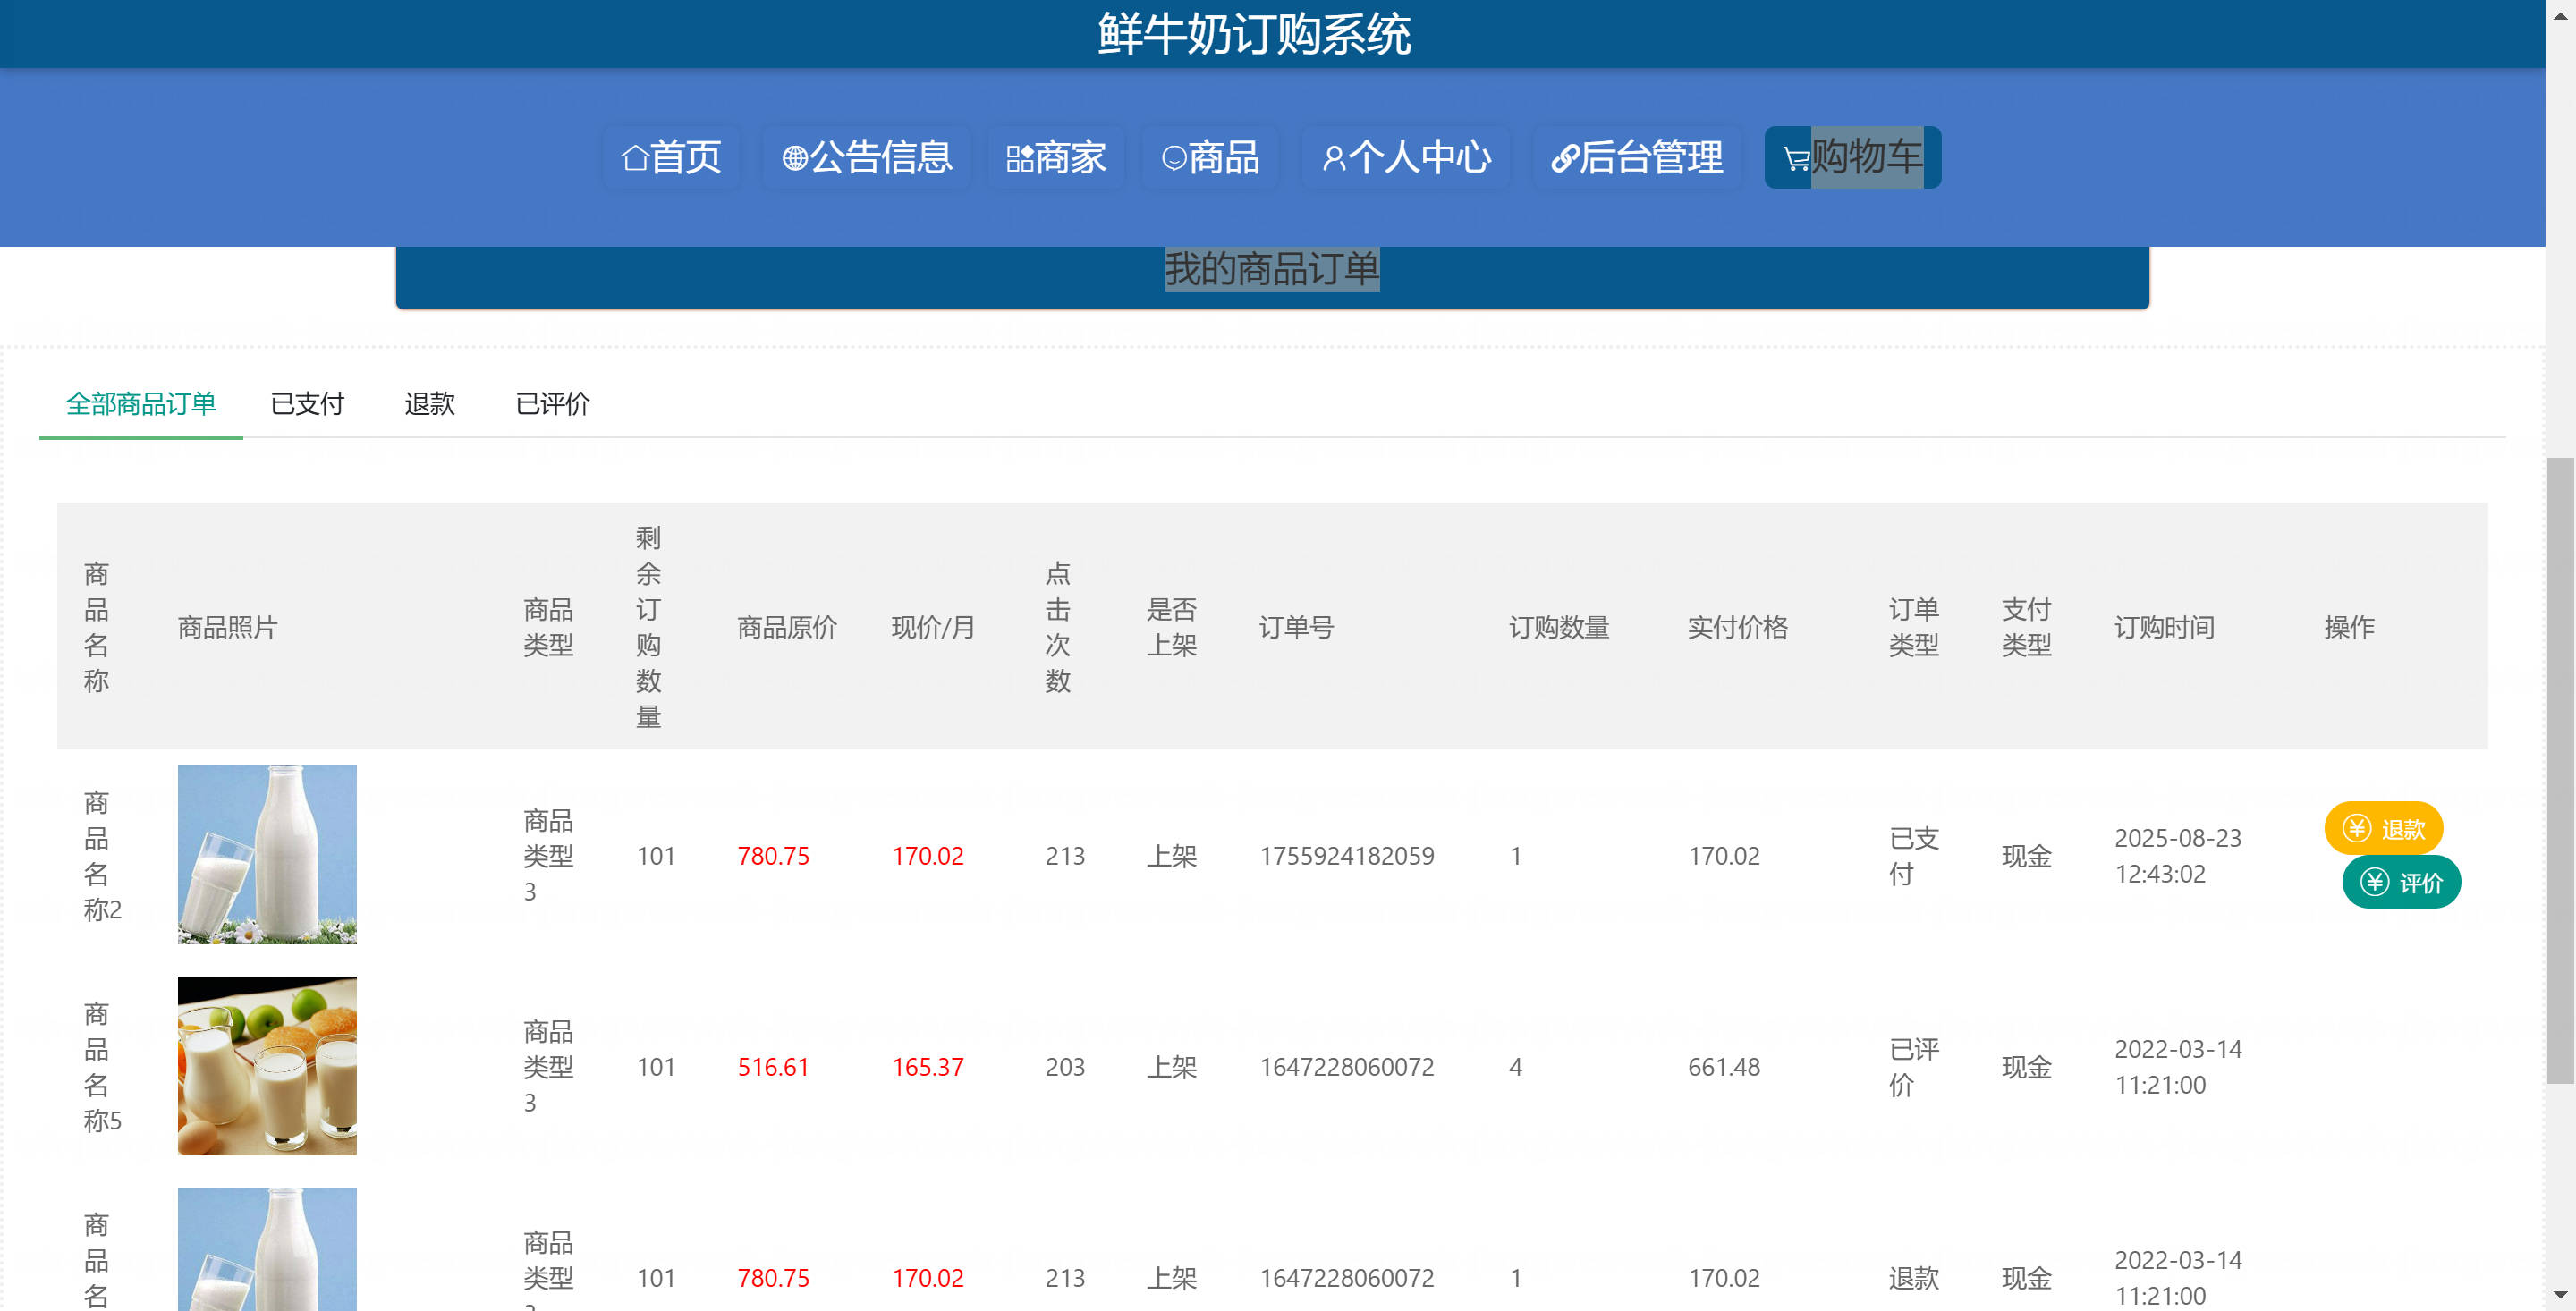 鲜牛奶订购系统
首页 公告信息 商家 商品 个人中心 后台管理 购物车
我的商品订单
全部商品订单 已支付 退款 已评价
商品名称 商品照片 商品类型 剩余订购数量 商品原价 现价/月 点击次数 是否上架 订单号 订购数量 实付价格 订单类型 支付类型 订购时间 操作
商品名称2 商品类型3 101 780.75 170.02 213 上架 1755924182059 1 170.02 已支付 现金 2025-08-23 12:43:02 退款 评价
商品名称5 商品类型3 101 516.61 165.37 203 上架 1647228060072 4 661.48 已评价 现金 2022-03-14 11:21:00
商品名 商品类型 101 780.75 170.02 213 上架 1647228060072 1 170.02 退款 现金 2022-03-14 11:21:00